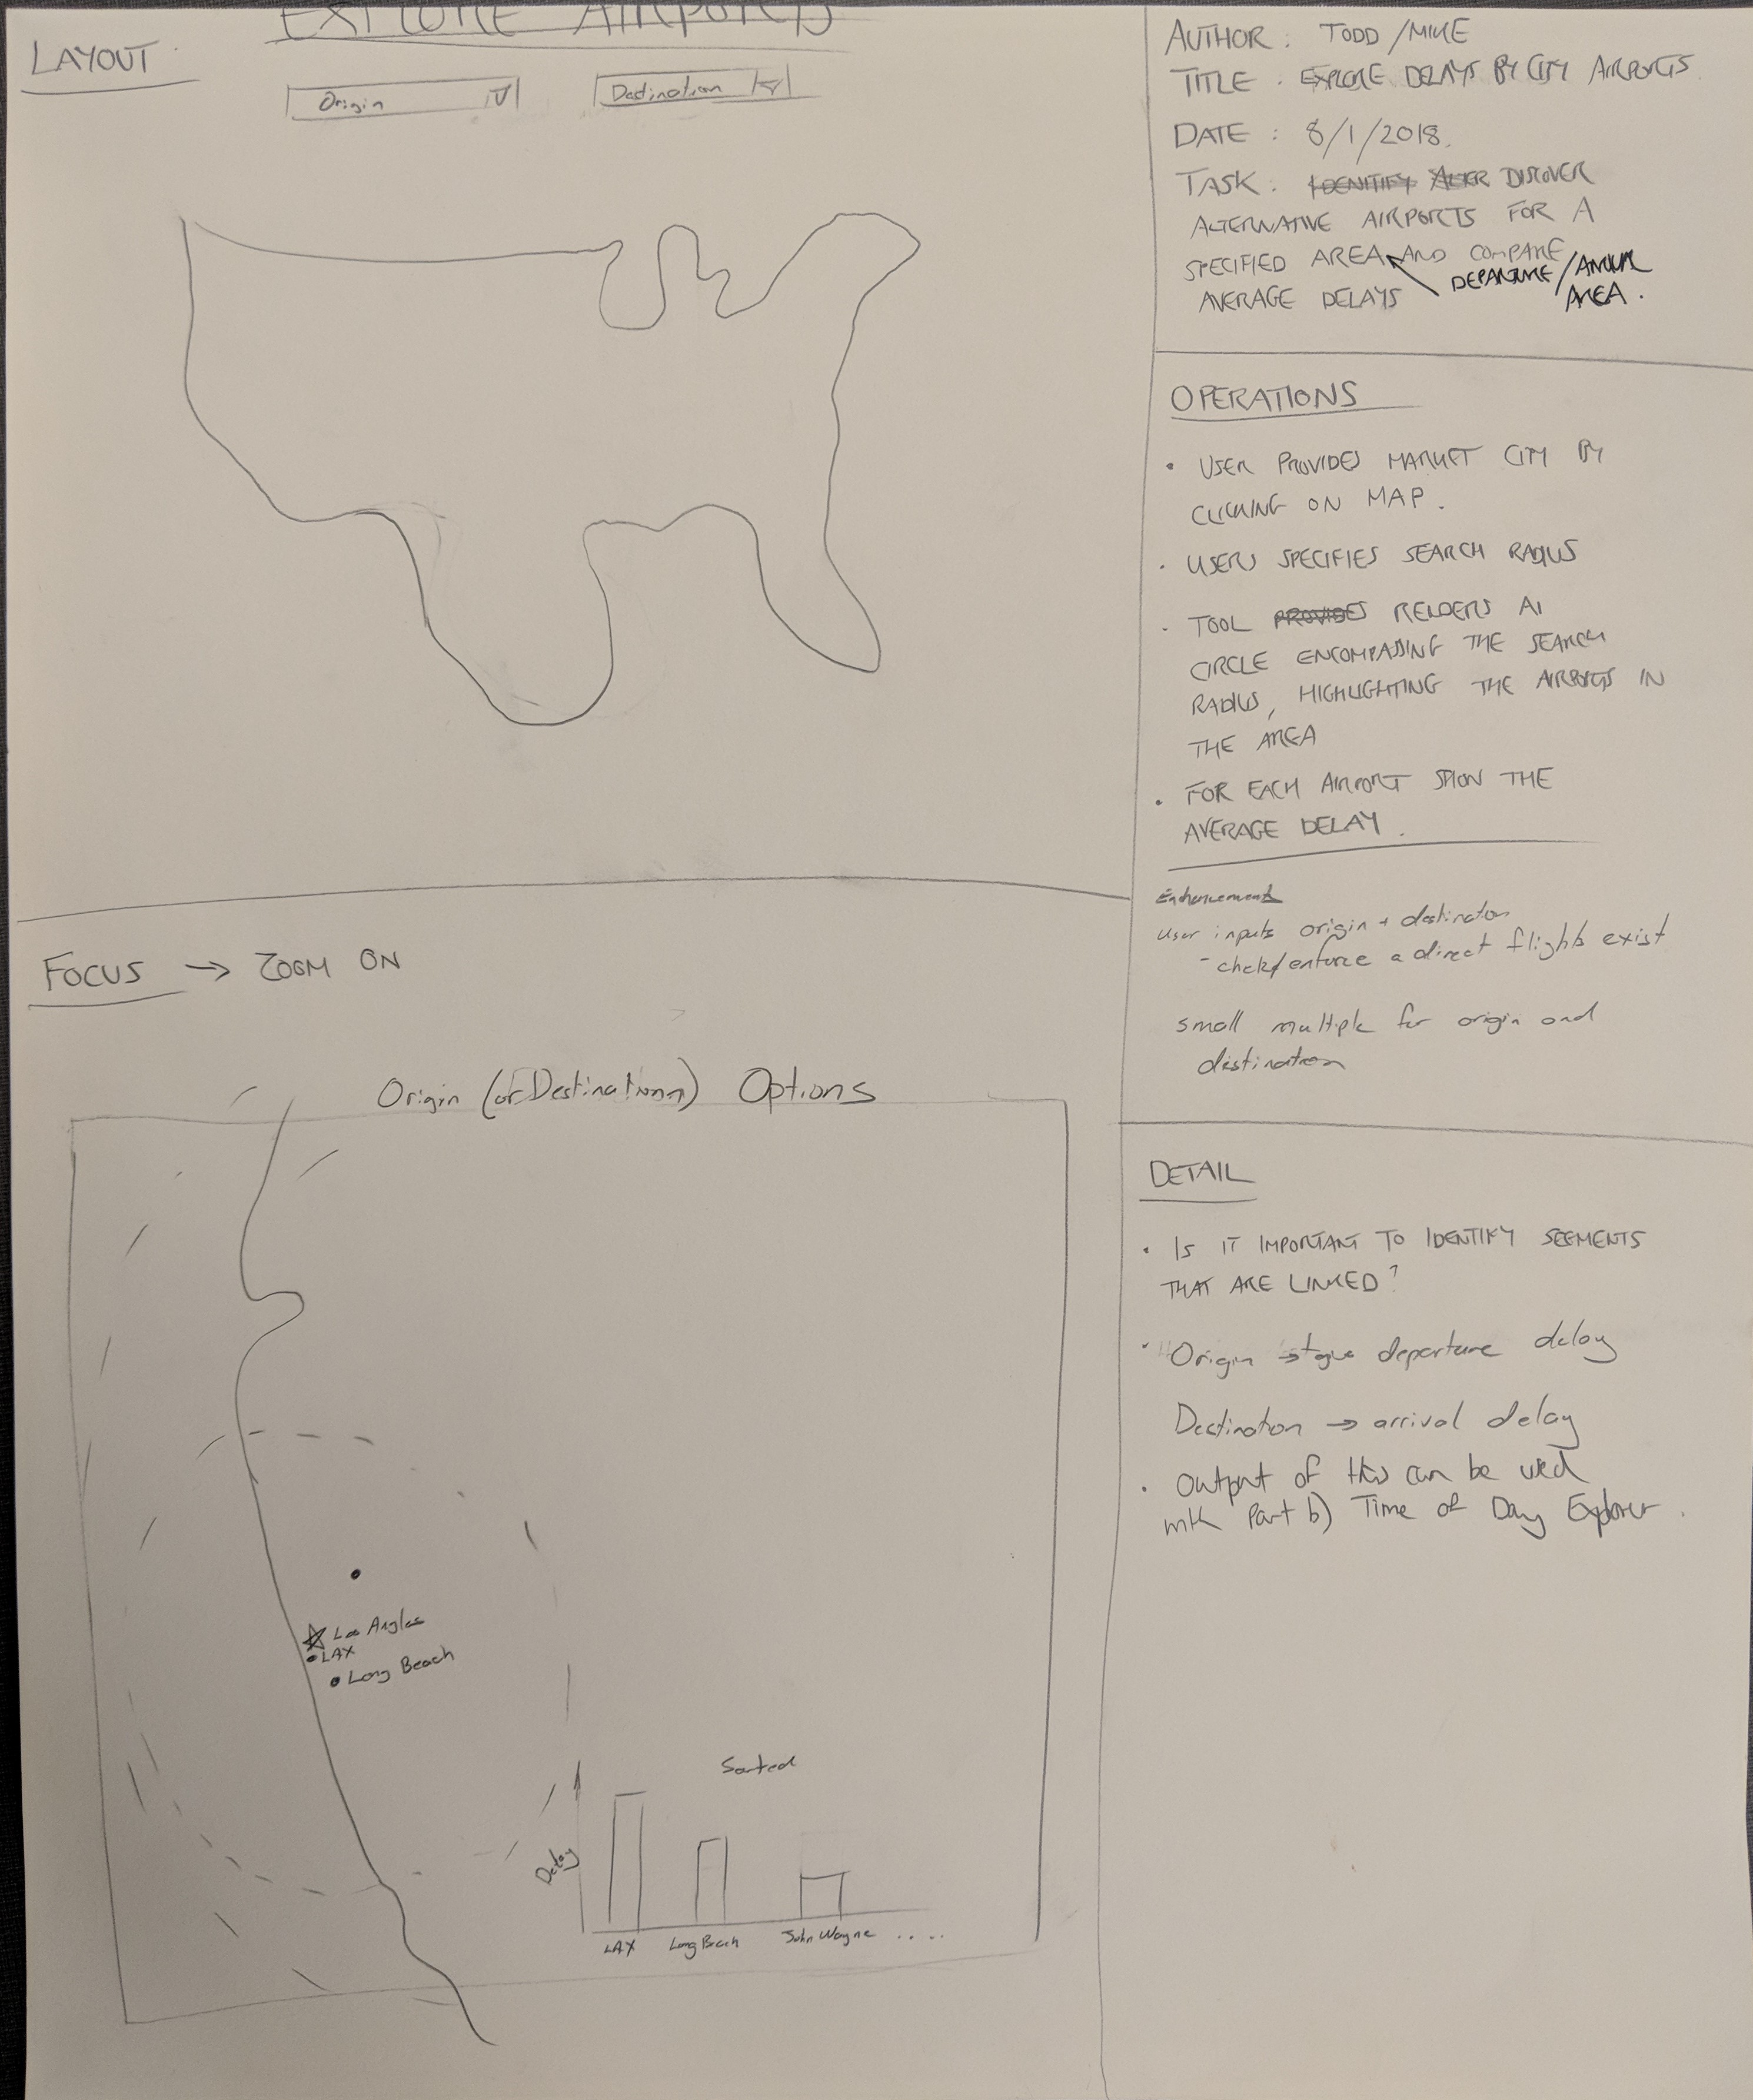 EXPLORE AIRPORTS
LAYOUT
Origin
Destination
FOCUS → ZOOM ON
Origin (or Destination) Options
Los Angles
LAX
Long Beach
Sorted
Delay
LAX Long Beach John Wayne .....
AUTHOR: TODD/MIKE
TITLE: EXPLORE DELAYS BY CITY AIRPORTS
DATE: 8/1/2018.
TASK: IDENTIFY ALTER DISCOVER
ALTERNATIVE AIRPORTS FOR A
SPECIFIED AREA AND COMPARE
AVERAGE DELAYS
DEPARTURE/ARRIVAL
AREA.
OPERATIONS
• USER PROVIDES MARKET CITY BY
CLICKING ON MAP.
• USERS SPECIFIES SEARCH RADIUS
• TOOL PROVIDES RENDERS A
CIRCLE ENCOMPASSING THE SEARCH
RADIUS, HIGHLIGHTING THE AIRPORTS IN
THE AREA
• FOR EACH AIRPORT SHOW THE
AVERAGE DELAY.
Enhancements
User inputs origin + destination
- check/enforce a direct flights exist
small multiple for origin and
destination
DETAIL
• IS IT IMPORTANT TO IDENTIFY SEGMENTS
THAT ARE LINKED?
• Origin → departure delay
Destination → arrival delay
• Output of this can be used
with Part b) Time of Day Explorer.